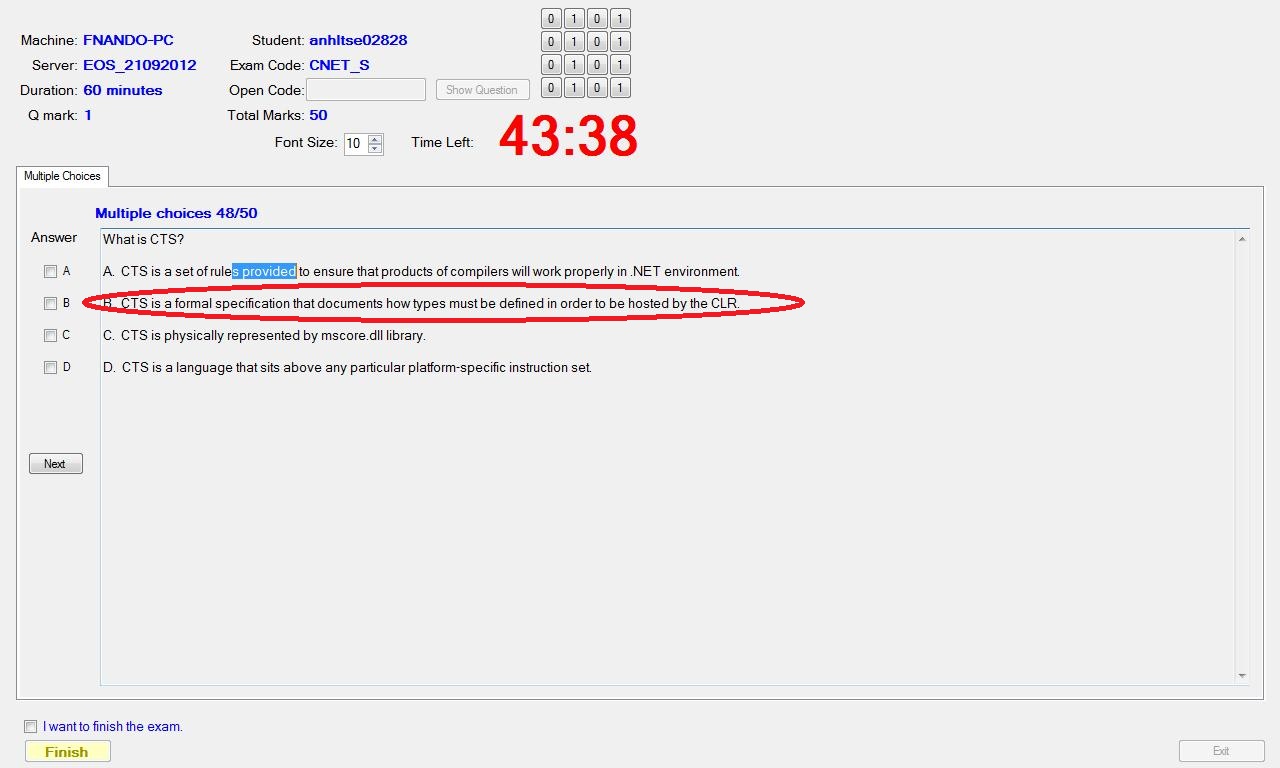 Machine: FNANDO-PC Student: anhltse02828
Server: EOS_21092012 Exam Code: CNET_S
Duration: 60 minutes Open Code: Show Question
Q mark: 1 Total Marks: 50
0 1 0 1
0 1 0 1
0 1 0 1
0 1 0 1
Font Size: 10 Time Left: 43:38
Multiple Choices
Multiple choices 48/50
Answer
What is CTS?
A A. CTS is a set of rules provided to ensure that products of compilers will work properly in .NET environment.
B B. CTS is a formal specification that documents how types must be defined in order to be hosted by the CLR.
C C. CTS is physically represented by mscore.dll library.
D D. CTS is a language that sits above any particular platform-specific instruction set.
Next
I want to finish the exam.
Finish Exit